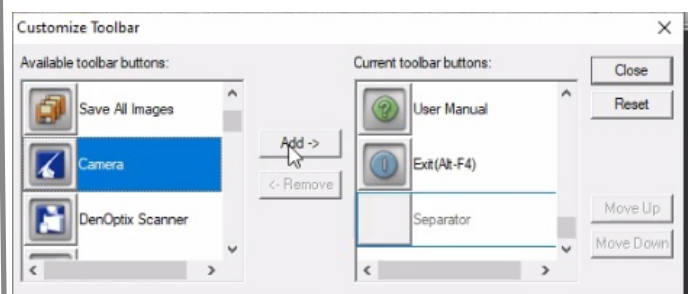 Customize Toolbar
Available toolbar buttons:
Save All Images
Camera
DenOptix Scanner
Add ->
<- Remove
Current toolbar buttons:
User Manual
Exit(Alt-F4)
Separator
Close
Reset
Move Up
Move Down